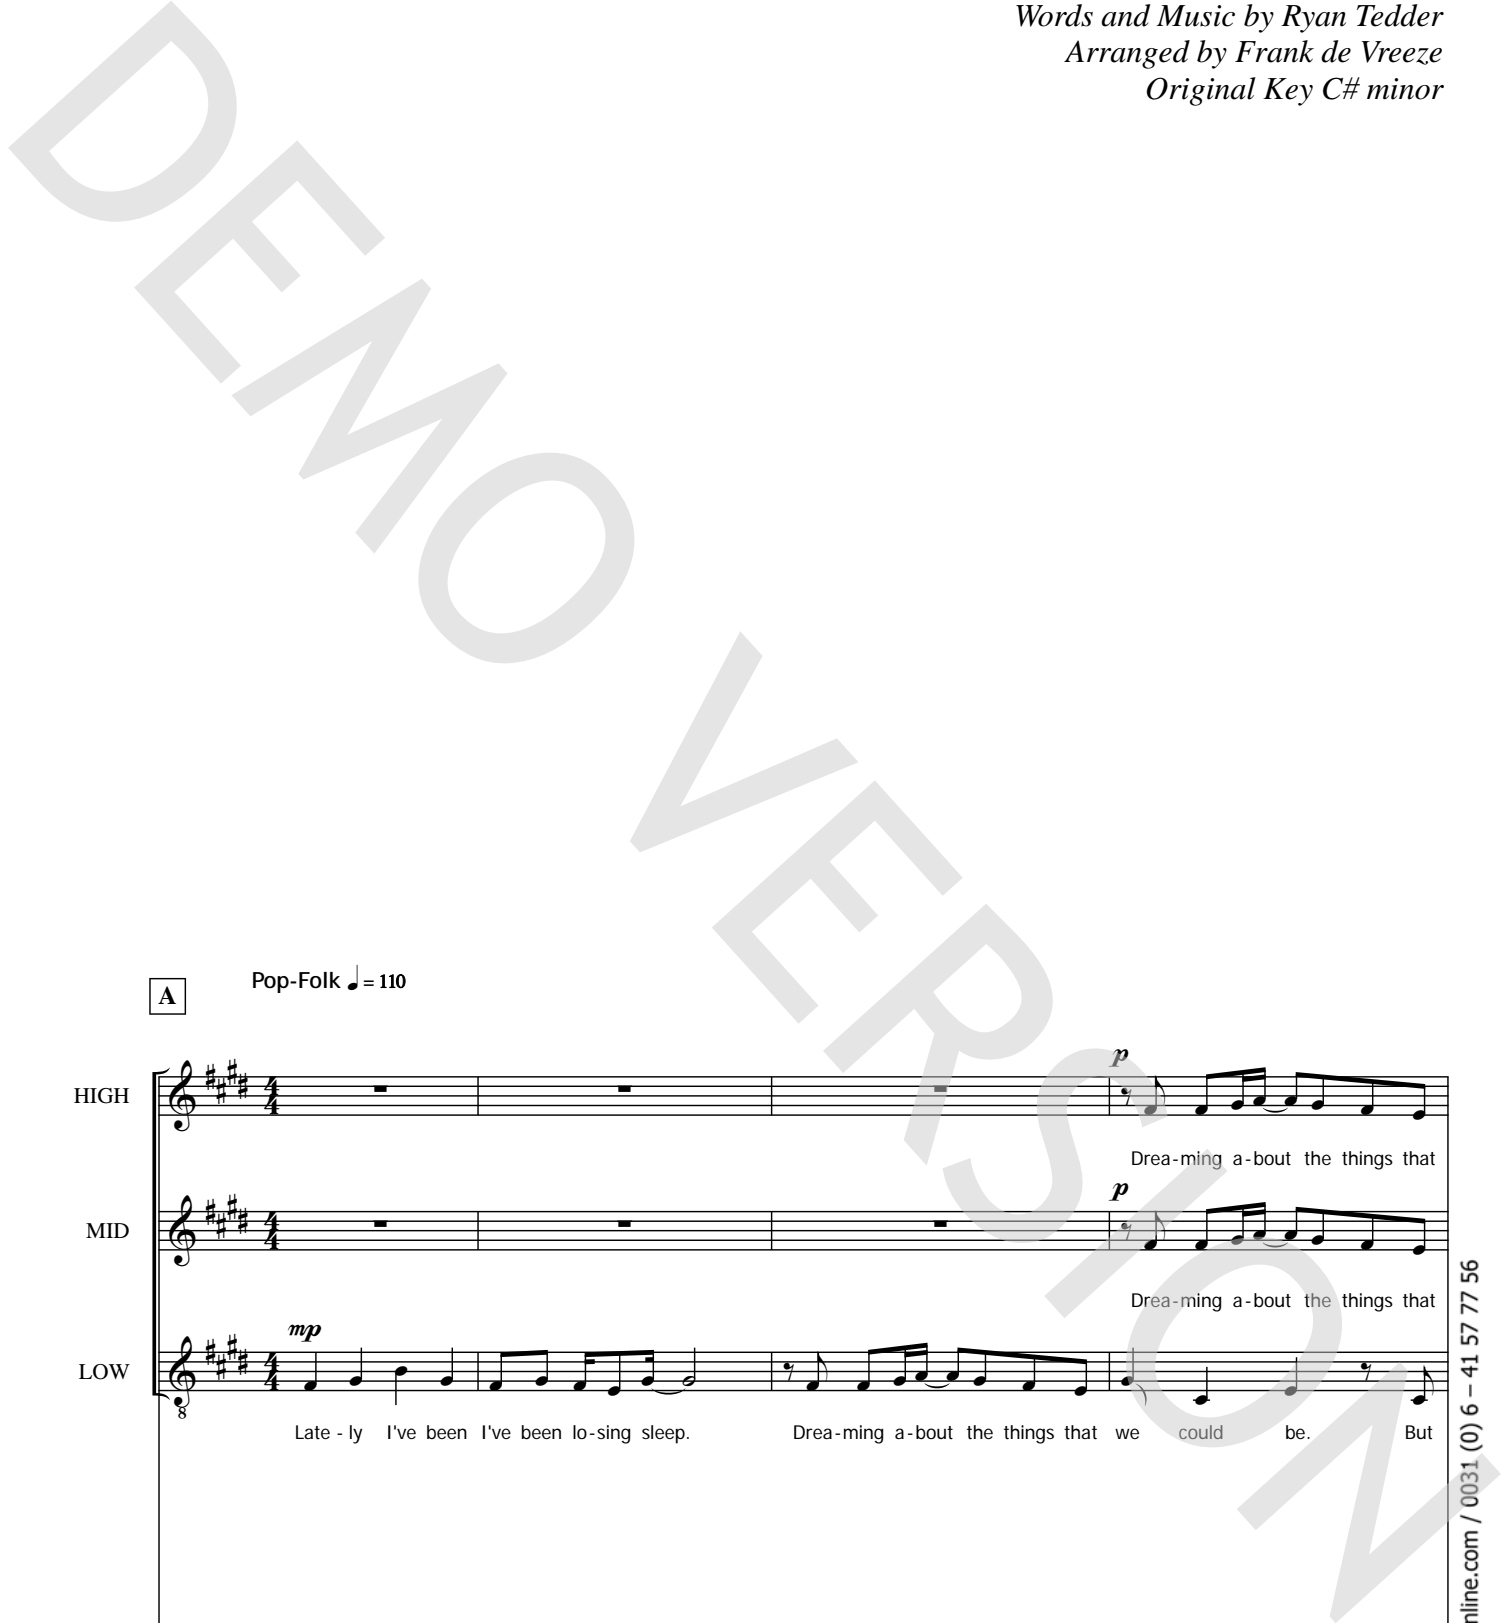 Words and Music by Ryan Tedder
Arranged by Frank de Vreeze
Original Key C# minor
DEMO VERSION
A
Pop-Folk ♩ = 110
HIGH
p
Drea-ming a-bout the things that
MID
p
Drea-ming a-bout the things that
LOW
mp
8
Late - ly I've been I've been lo-sing sleep. Drea-ming a-bout the things that we could be. But
nline.com / 0031 (0) 6 – 41 57 77 56